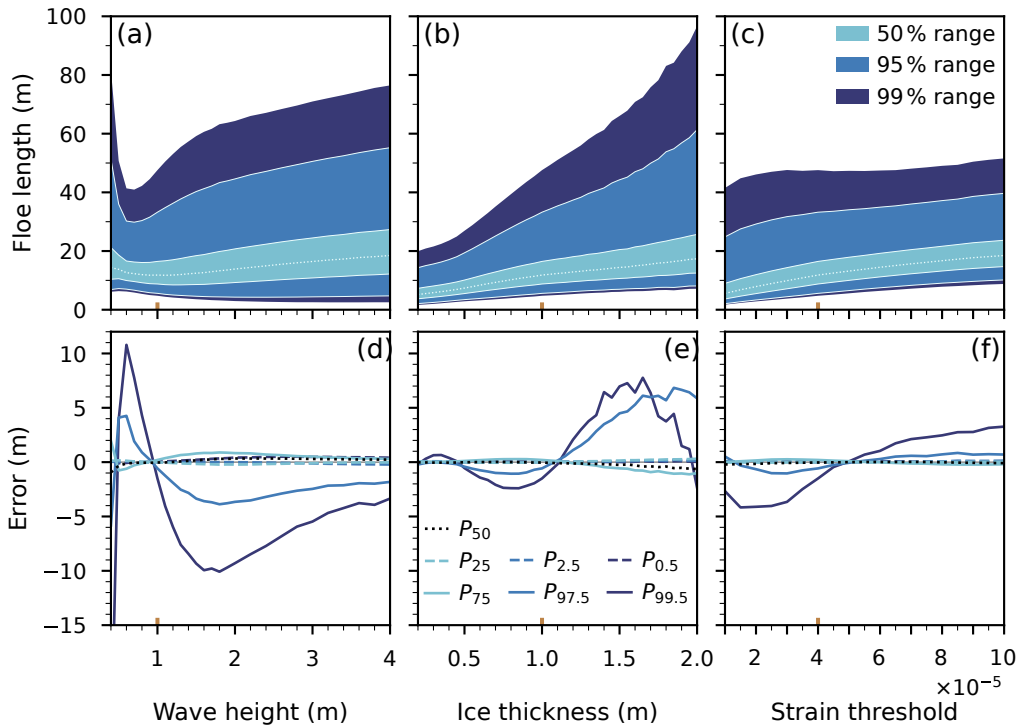 (a)
(b)
(c)
50 % range
95 % range
99 % range
Floe length (m)
100
80
60
40
20
0
(d)
(e)
(f)
Error (m)
10
5
0
−5
−10
−15
P50
P25
P2.5
P0.5
P75
P97.5
P99.5
1 2 3 4
0.5 1.0 1.5 2.0
2 4 6 8 10
×10−5
Wave height (m)
Ice thickness (m)
Strain threshold